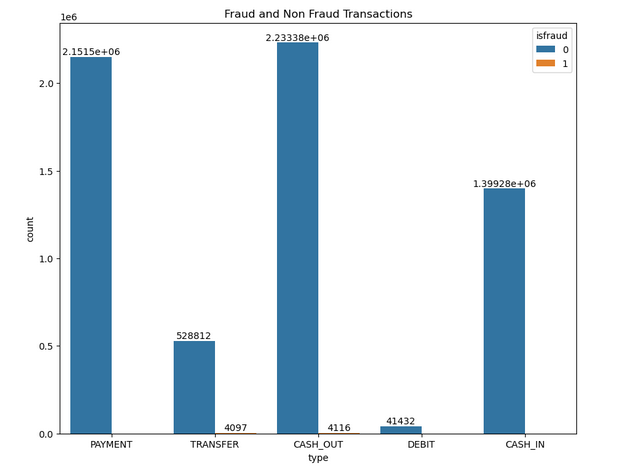 Fraud and Non Fraud Transactions
1e6
isfraud
0
1
2.1515e+06
528812
4097
2.23338e+06
4116
41432
1.39928e+06
2.0
1.5
1.0
0.5
0.0
count
PAYMENT
TRANSFER
CASH_OUT
DEBIT
CASH_IN
type